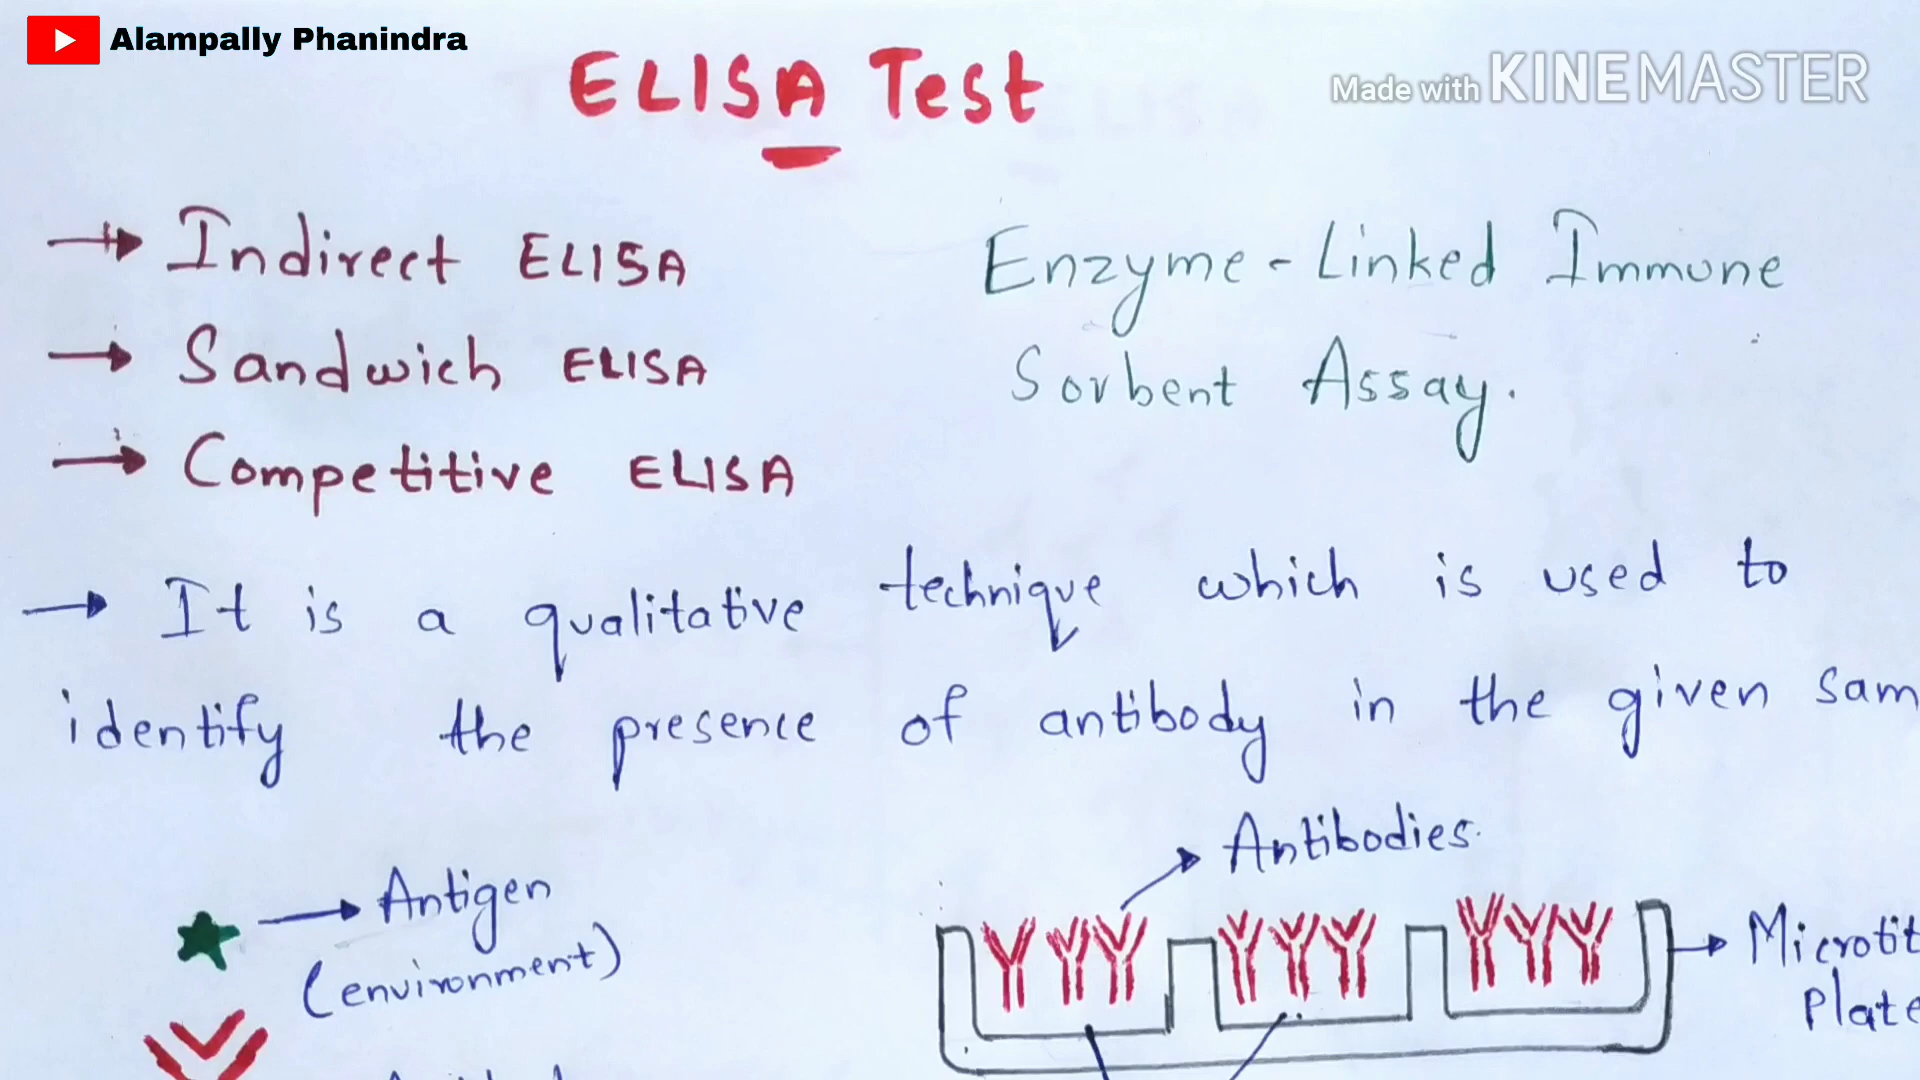 Alampally Phanindra
Made with KINEMASTER
ELISA Test
→ Indirect ELISA
→ Sandwich ELISA
→ Competitive ELISA
Enzyme-Linked Immune
Sorbent Assay.
→ It is a qualitative technique which is used to
identify the presence of antibody in the given sam
→ Antigen
(environment)
→ Antibodies
→ Microtit
Plate